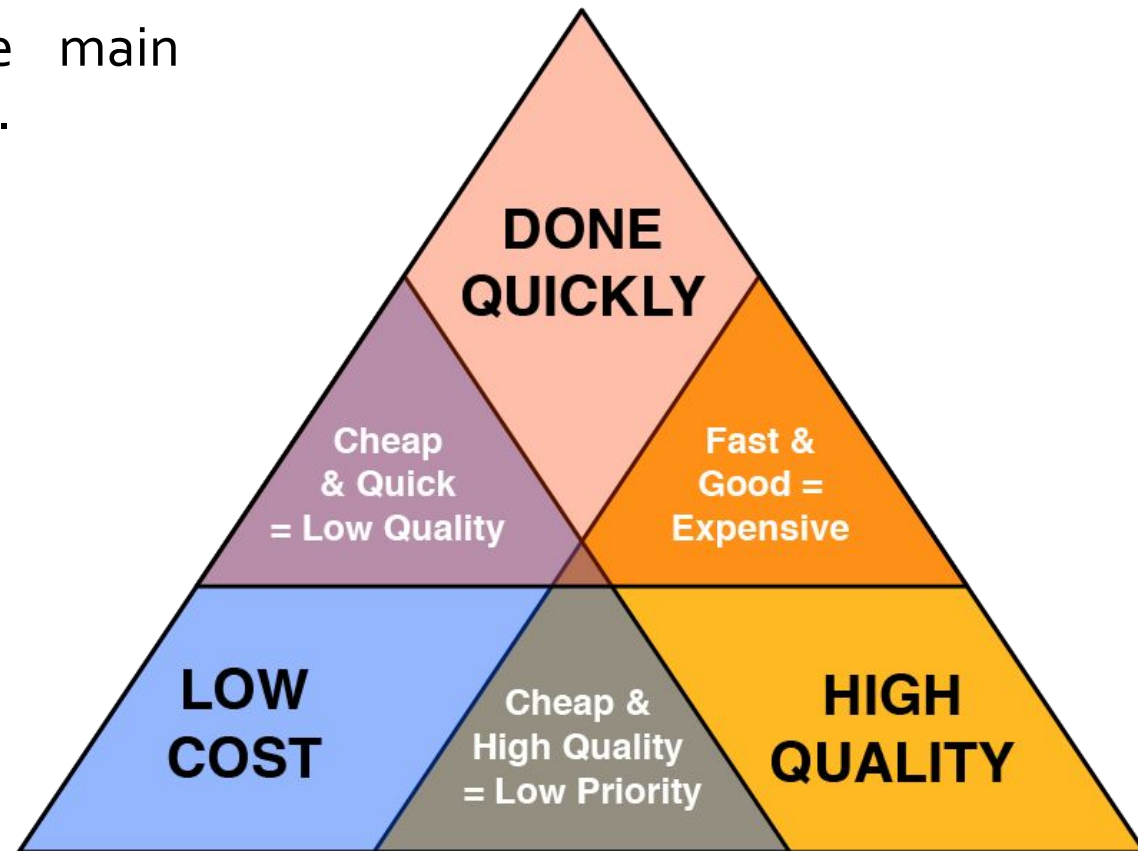 e main
.
DONE
QUICKLY
Cheap
& Quick
= Low Quality
Fast &
Good =
Expensive
LOW
COST
Cheap &
High Quality
= Low Priority
HIGH
QUALITY